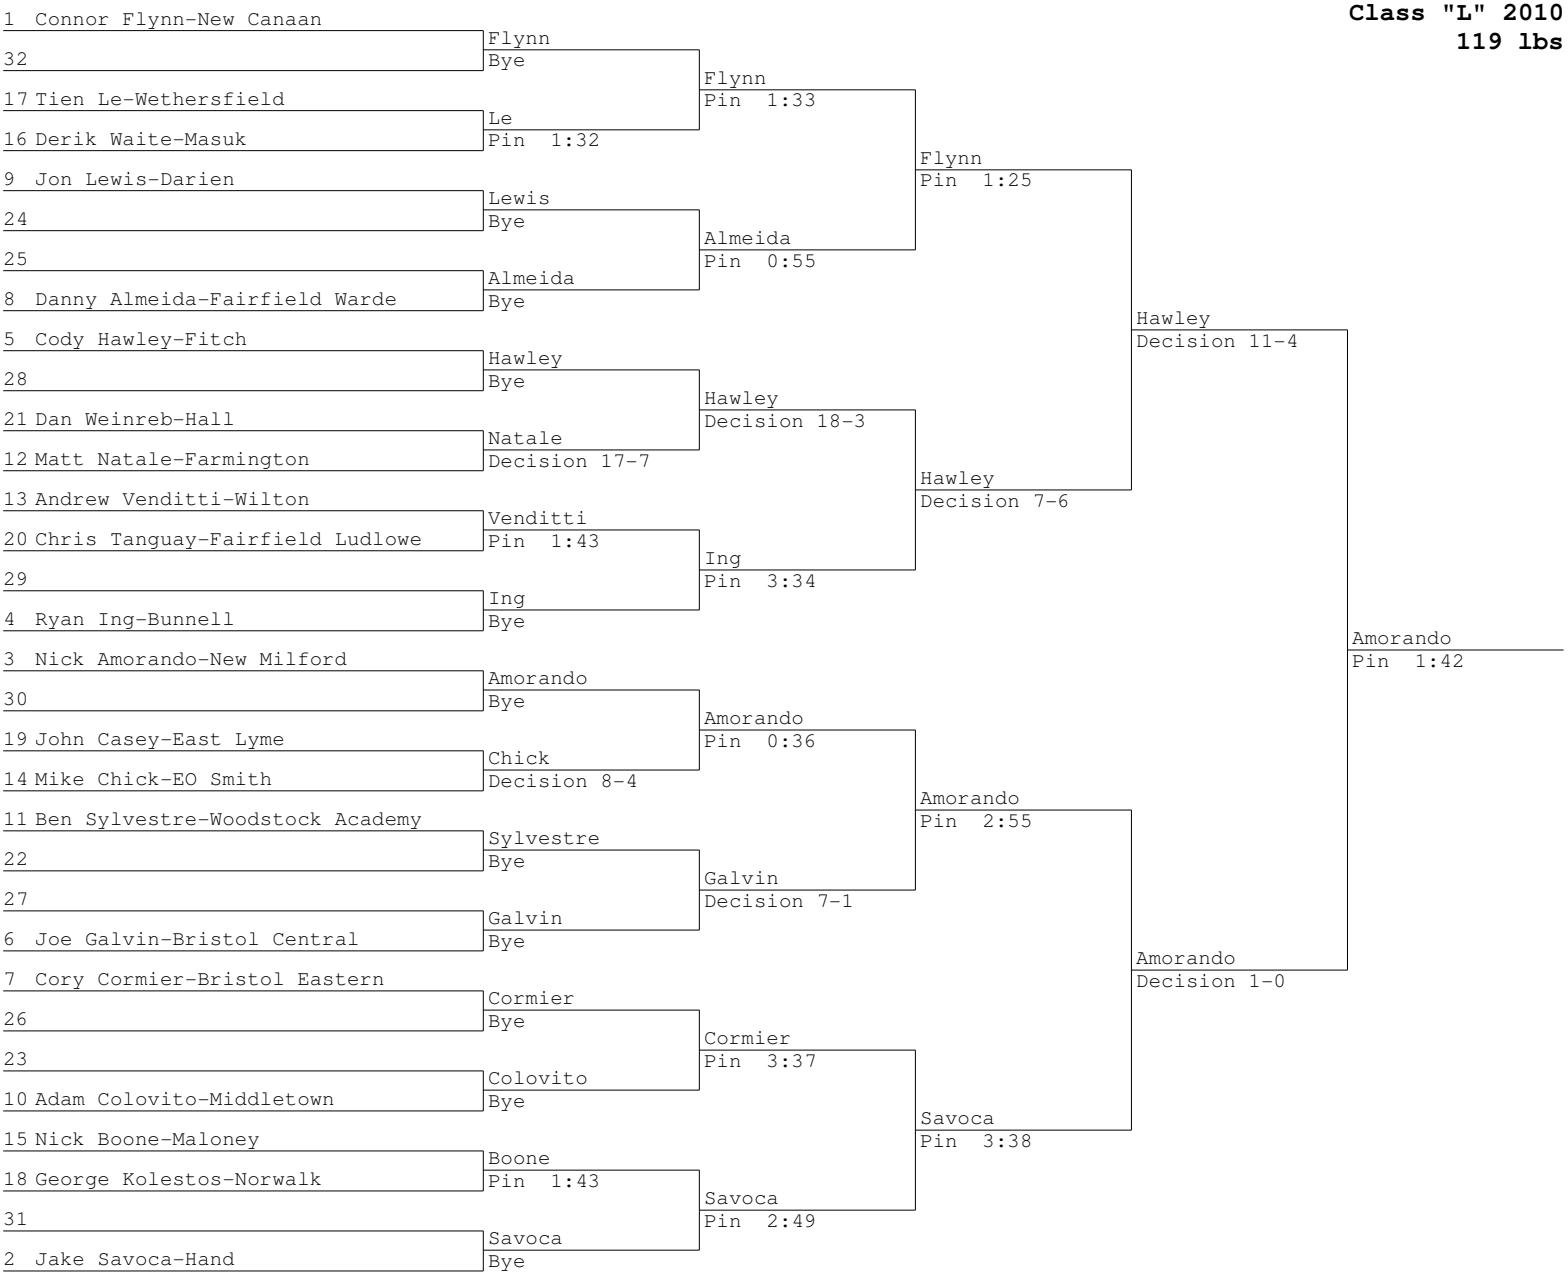 Class "L" 2010
119 lbs
1 Connor Flynn-New Canaan
32
17 Tien Le-Wethersfield
16 Derik Waite-Masuk
9 Jon Lewis-Darien
24
25
8 Danny Almeida-Fairfield Warde
5 Cody Hawley-Fitch
28
21 Dan Weinreb-Hall
12 Matt Natale-Farmington
13 Andrew Venditti-Wilton
20 Chris Tanguay-Fairfield Ludlowe
29
4 Ryan Ing-Bunnell
3 Nick Amorando-New Milford
30
19 John Casey-East Lyme
14 Mike Chick-EO Smith
11 Ben Sylvestre-Woodstock Academy
22
27
6 Joe Galvin-Bristol Central
7 Cory Cormier-Bristol Eastern
26
23
10 Adam Colovito-Middletown
15 Nick Boone-Maloney
18 George Kolestos-Norwalk
31
2 Jake Savoca-Hand
Flynn
Bye
Le
Pin 1:32
Lewis
Bye
Almeida
Bye
Hawley
Bye
Natale
Decision 17-7
Venditti
Pin 1:43
Ing
Bye
Amorando
Bye
Chick
Decision 8-4
Sylvestre
Bye
Galvin
Bye
Cormier
Bye
Colovito
Bye
Boone
Pin 1:43
Savoca
Bye
Flynn
Pin 1:33
Almeida
Pin 0:55
Hawley
Decision 18-3
Ing
Pin 3:34
Amorando
Pin 0:36
Galvin
Decision 7-1
Cormier
Pin 3:37
Savoca
Pin 2:49
Flynn
Pin 1:25
Hawley
Decision 7-6
Amorando
Pin 2:55
Savoca
Pin 3:38
Hawley
Decision 11-4
Amorando
Decision 1-0
Amorando
Pin 1:42